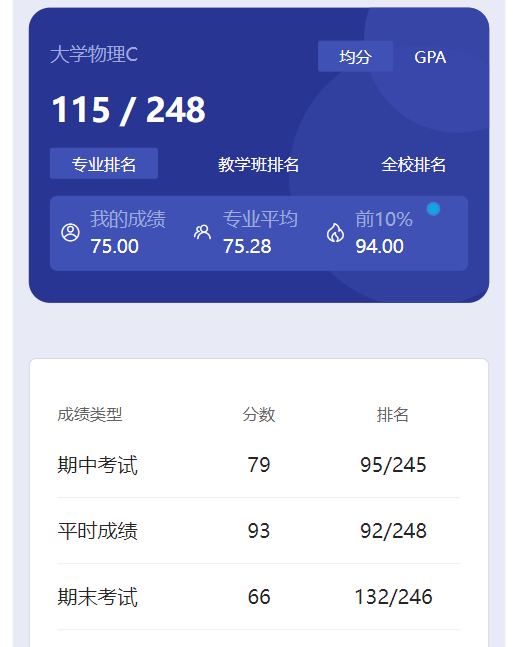 大学物理C 均分 GPA
115 / 248
专业排名 教学班排名 全校排名
我的成绩 专业平均 前10%
75.00 75.28 94.00
成绩类型 分数 排名
期中考试 79 95/245
平时成绩 93 92/248
期末考试 66 132/246